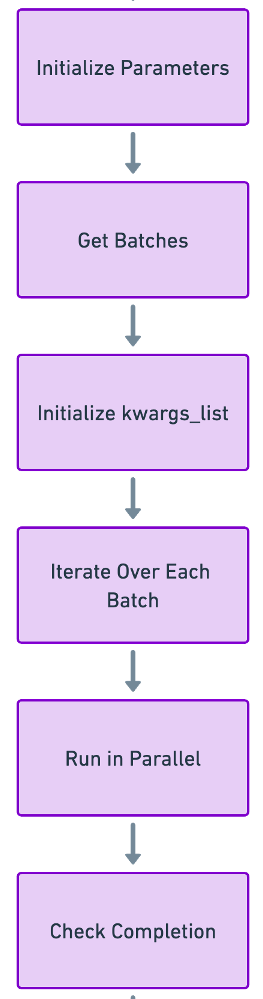 Initialize Parameters
Get Batches
Initialize kwargs_list
Iterate Over Each
Batch
Run in Parallel
Check Completion